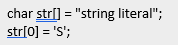 char str[] = "string literal";
str[0] = 'S';